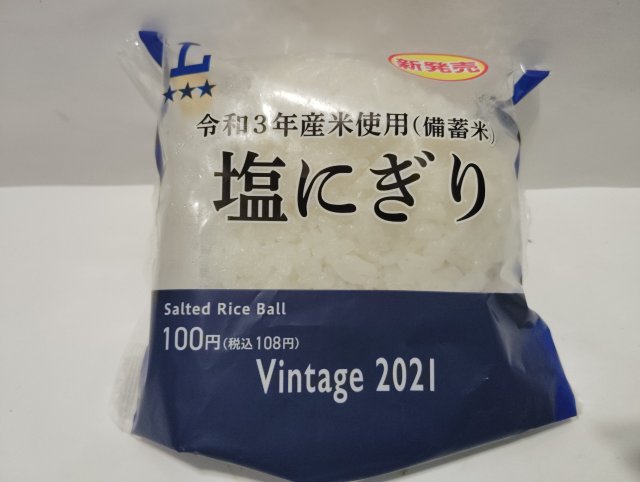 新発売
令和3年産米使用(備蓄米)
塩にぎり
Salted Rice Ball
100円(税込108円)
Vintage 2021